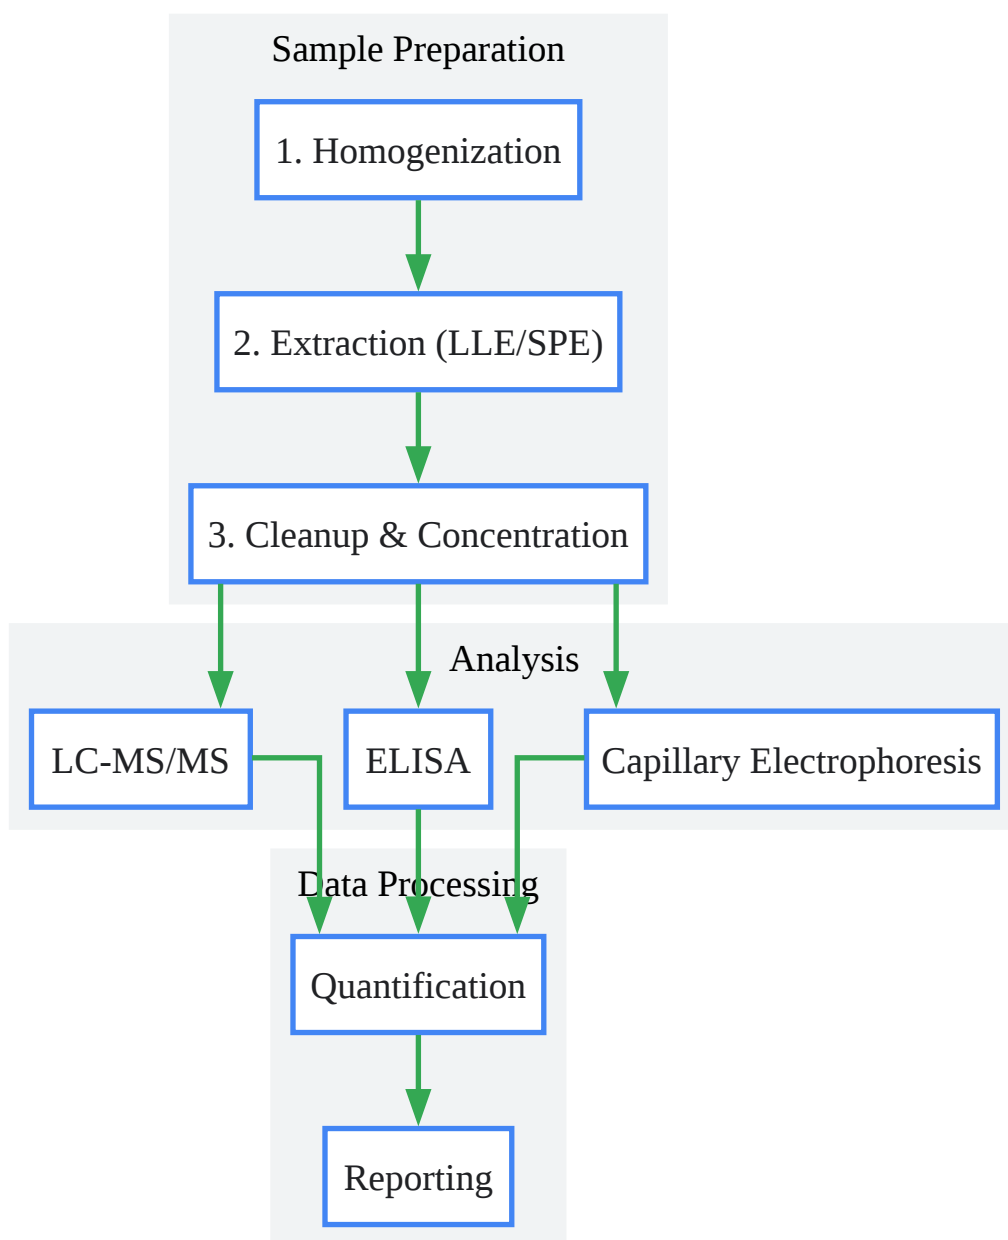 Sample Preparation
1. Homogenization
2. Extraction (LLE/SPE)
3. Cleanup & Concentration
Analysis
LC-MS/MS
ELISA
Capillary Electrophoresis
Data Processing
Quantification
Reporting